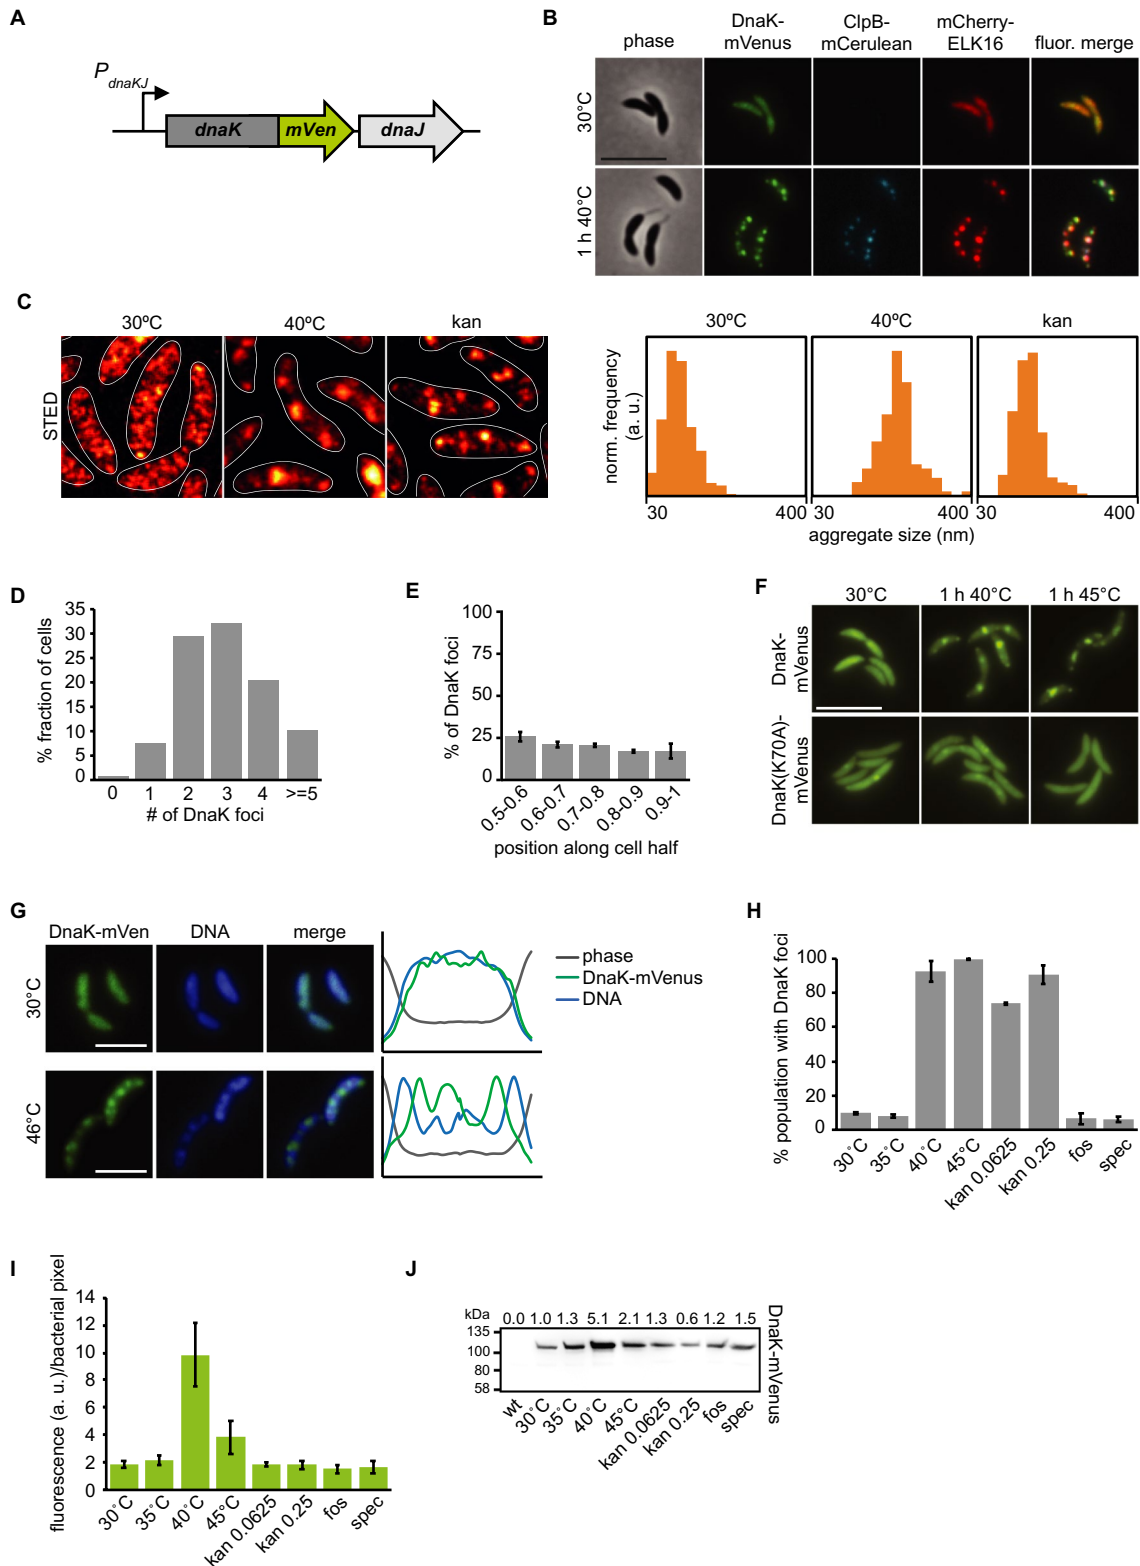 A
P dnaKJ
dnaK mVen dnaJ
B
phase DnaK-mVenus ClpB-mCerulean mCherry-ELK16 fluor. merge
30°C
1 h 40°C
C
30ºC 40ºC kan
STED
30ºC 40ºC kan
norm. frequency (a. u.)
30 400 30 400 30 400
aggregate size (nm)
D
% fraction of cells
35
30
25
20
15
10
5
0
0 1 2 3 4 >=5
# of DnaK foci
E
% of DnaK foci
100
75
50
25
0
0.5-0.6 0.6-0.7 0.7-0.8 0.8-0.9 0.9-1
position along cell half
F
30°C 1 h 40°C 1 h 45°C
DnaK-mVenus
DnaK(K70A)-mVenus
G
DnaK-mVen DNA merge
30°C
46°C
phase
DnaK-mVenus
DNA
H
% population with DnaK foci
100
80
60
40
20
0
30˚C 35˚C 40˚C 45°C kan 0.0625 kan 0.25 fos spec
I
fluorescence (a. u.)/bacterial pixel
14
12
10
8
6
4
2
0
30˚C 35˚C 40˚C 45°C kan 0.0625 kan 0.25 fos spec
J
kDa 0.0 1.0 1.3 5.1 2.1 1.3 0.6 1.2 1.5
135
100
80
58
DnaK-mVenus
wt 30°C 35°C 40°C 45°C kan 0.0625 kan 0.25 fos spec